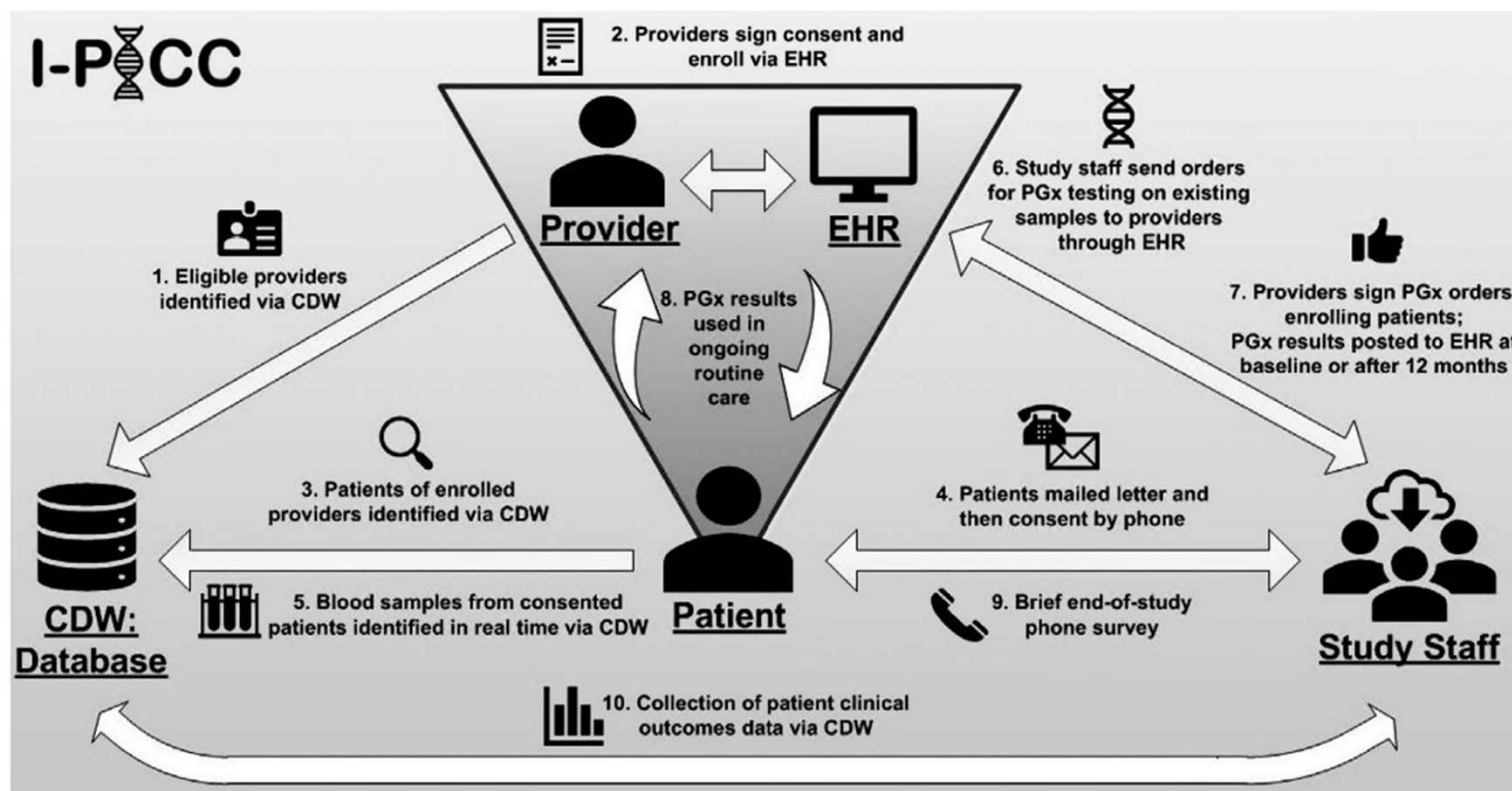 I-PICC
2. Providers sign consent and
enroll via EHR
Provider
EHR
1. Eligible providers
identified via CDW
6. Study staff send orders
for PGx testing on existing
samples to providers
through EHR
7. Providers sign PGx orders,
enrolling patients;
PGx results posted to EHR at
baseline or after 12 months
8. PGx results
used in
ongoing
routine
care
3. Patients of enrolled
providers identified via CDW
4. Patients mailed letter and
then consent by phone
5. Blood samples from consented
patients identified in real time via CDW
Patient
9. Brief end-of-study
phone survey
CDW:
Database
Study Staff
10. Collection of patient clinical
outcomes data via CDW